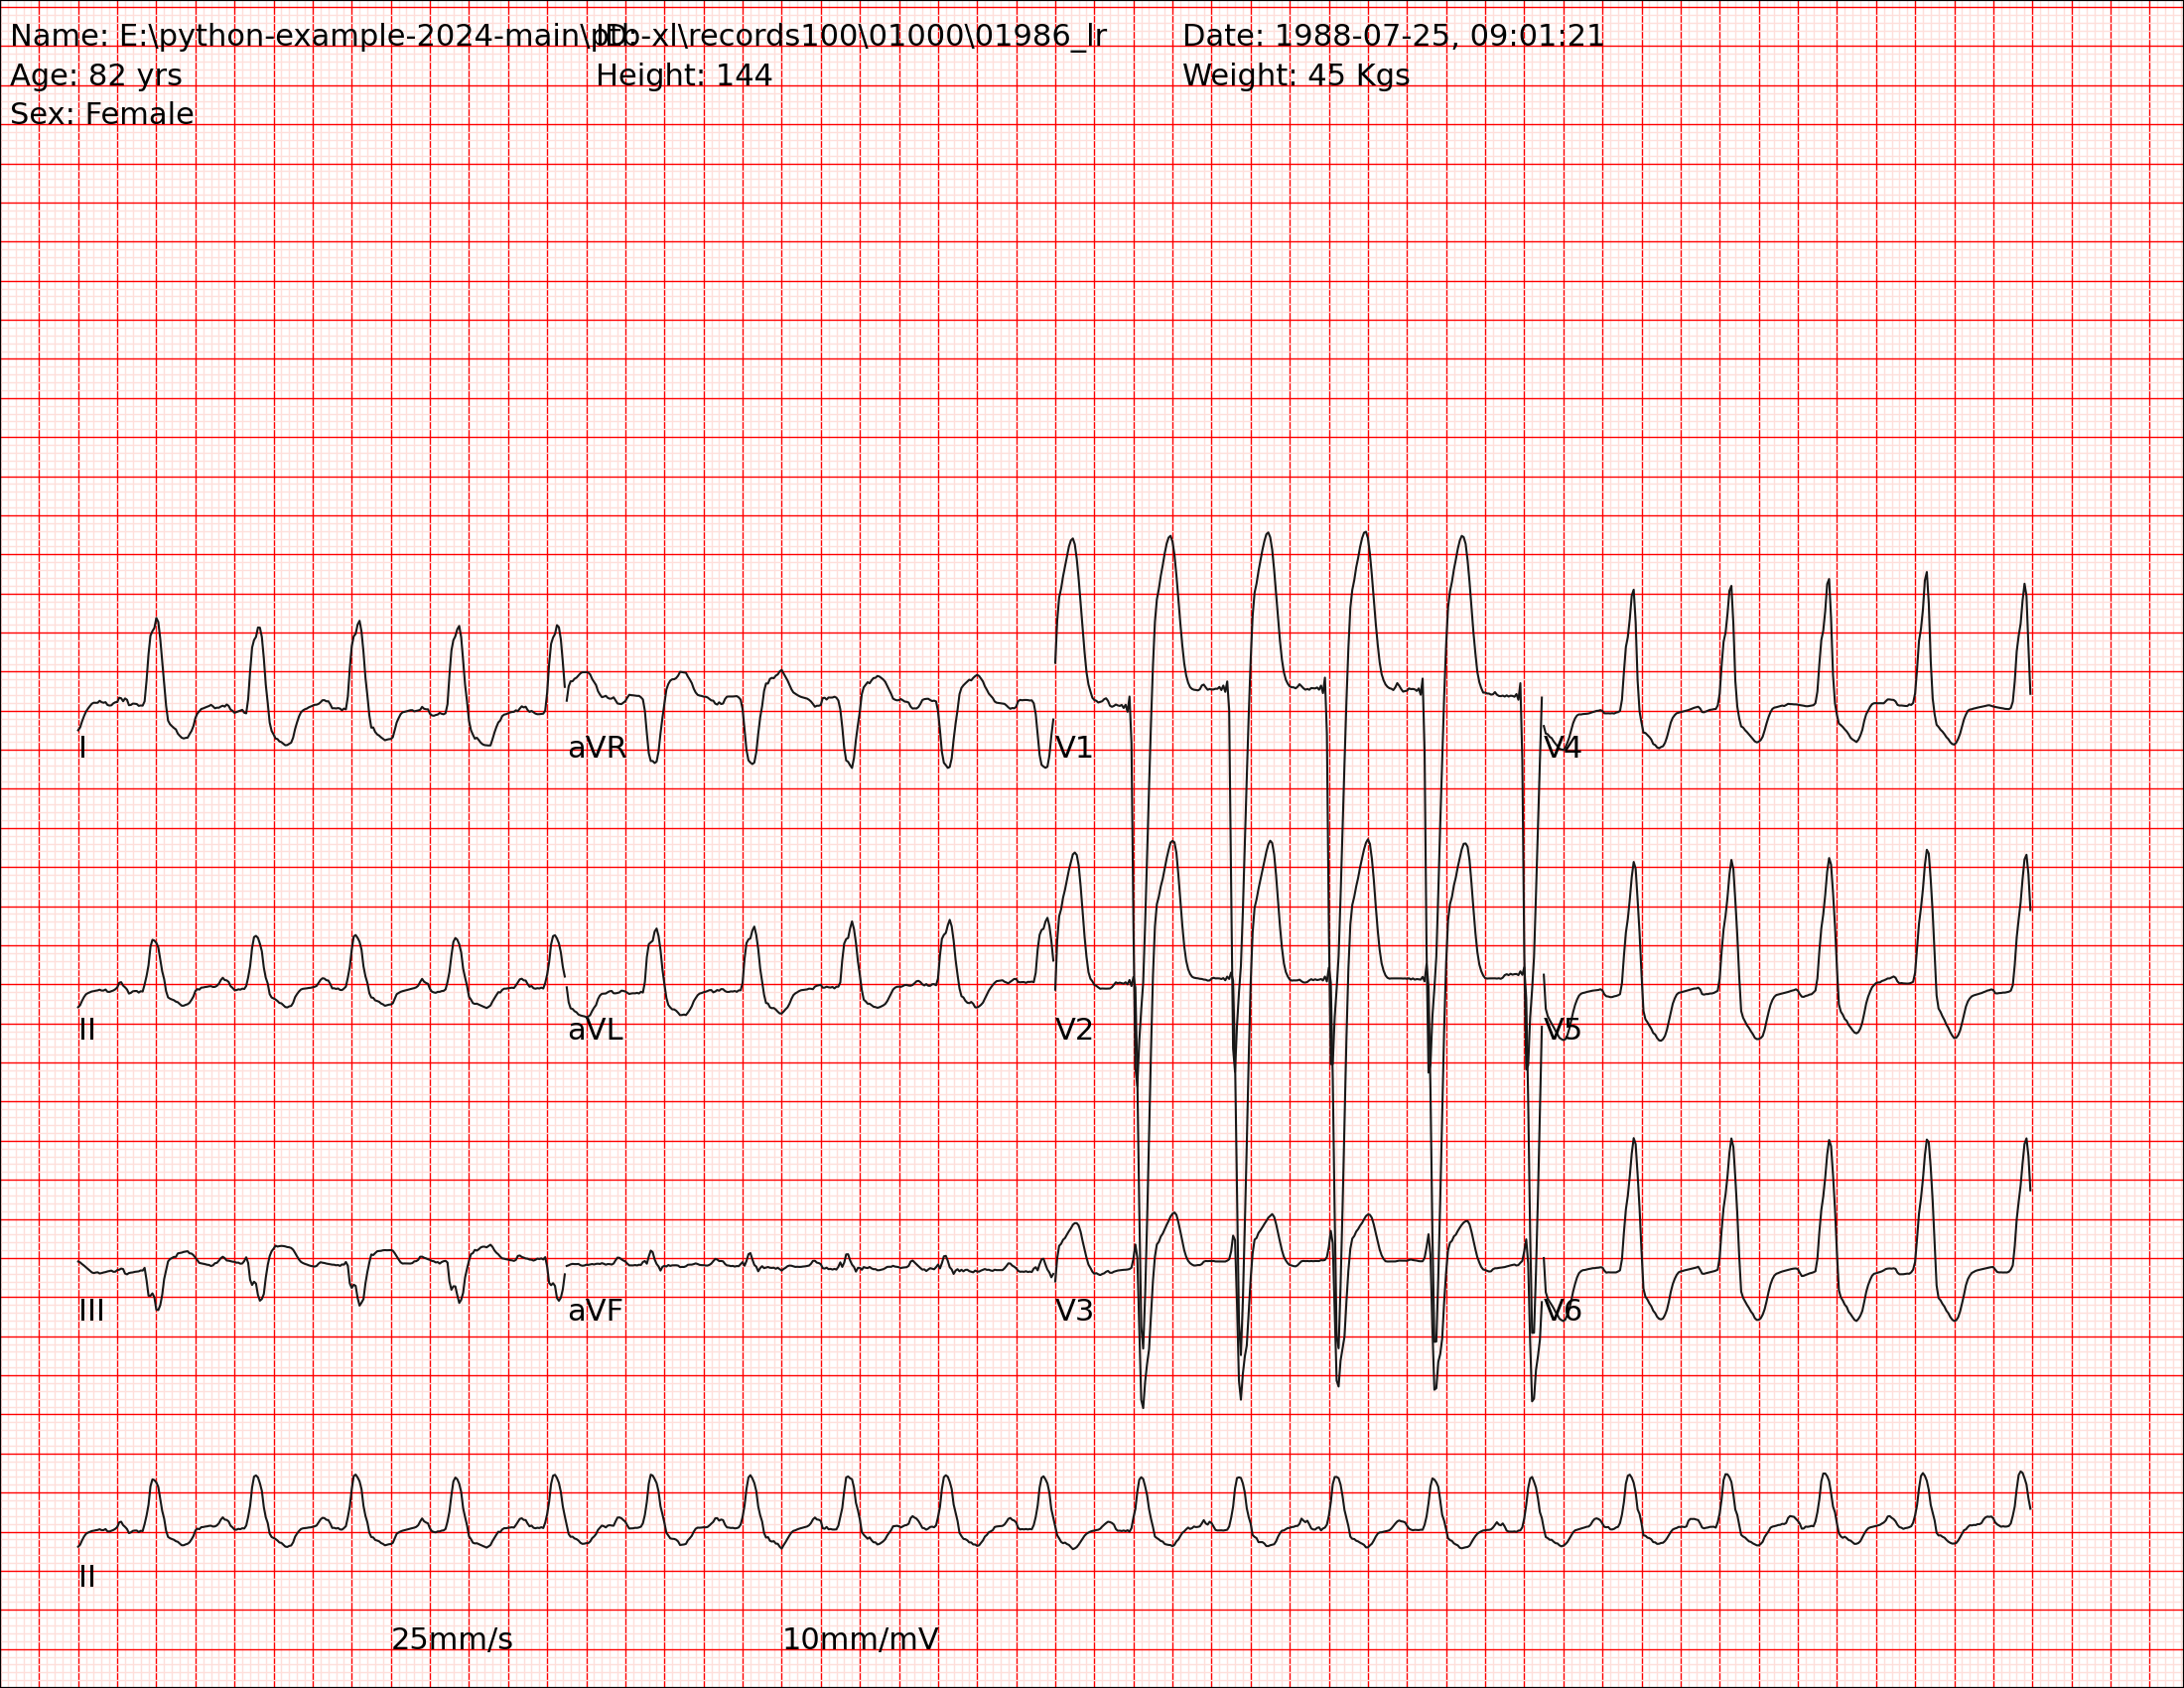 Name: E:\python-example-2024-main\ptb-xl\records100\01000\01986_lr ID: Date: 1988-07-25, 09:01:21
Age: 82 yrs Height: 144 Weight: 45 Kgs
Sex: Female
I aVR V1 V4
II aVL V2 V5
III aVF V3 V6
II
25mm/s 10mm/mV